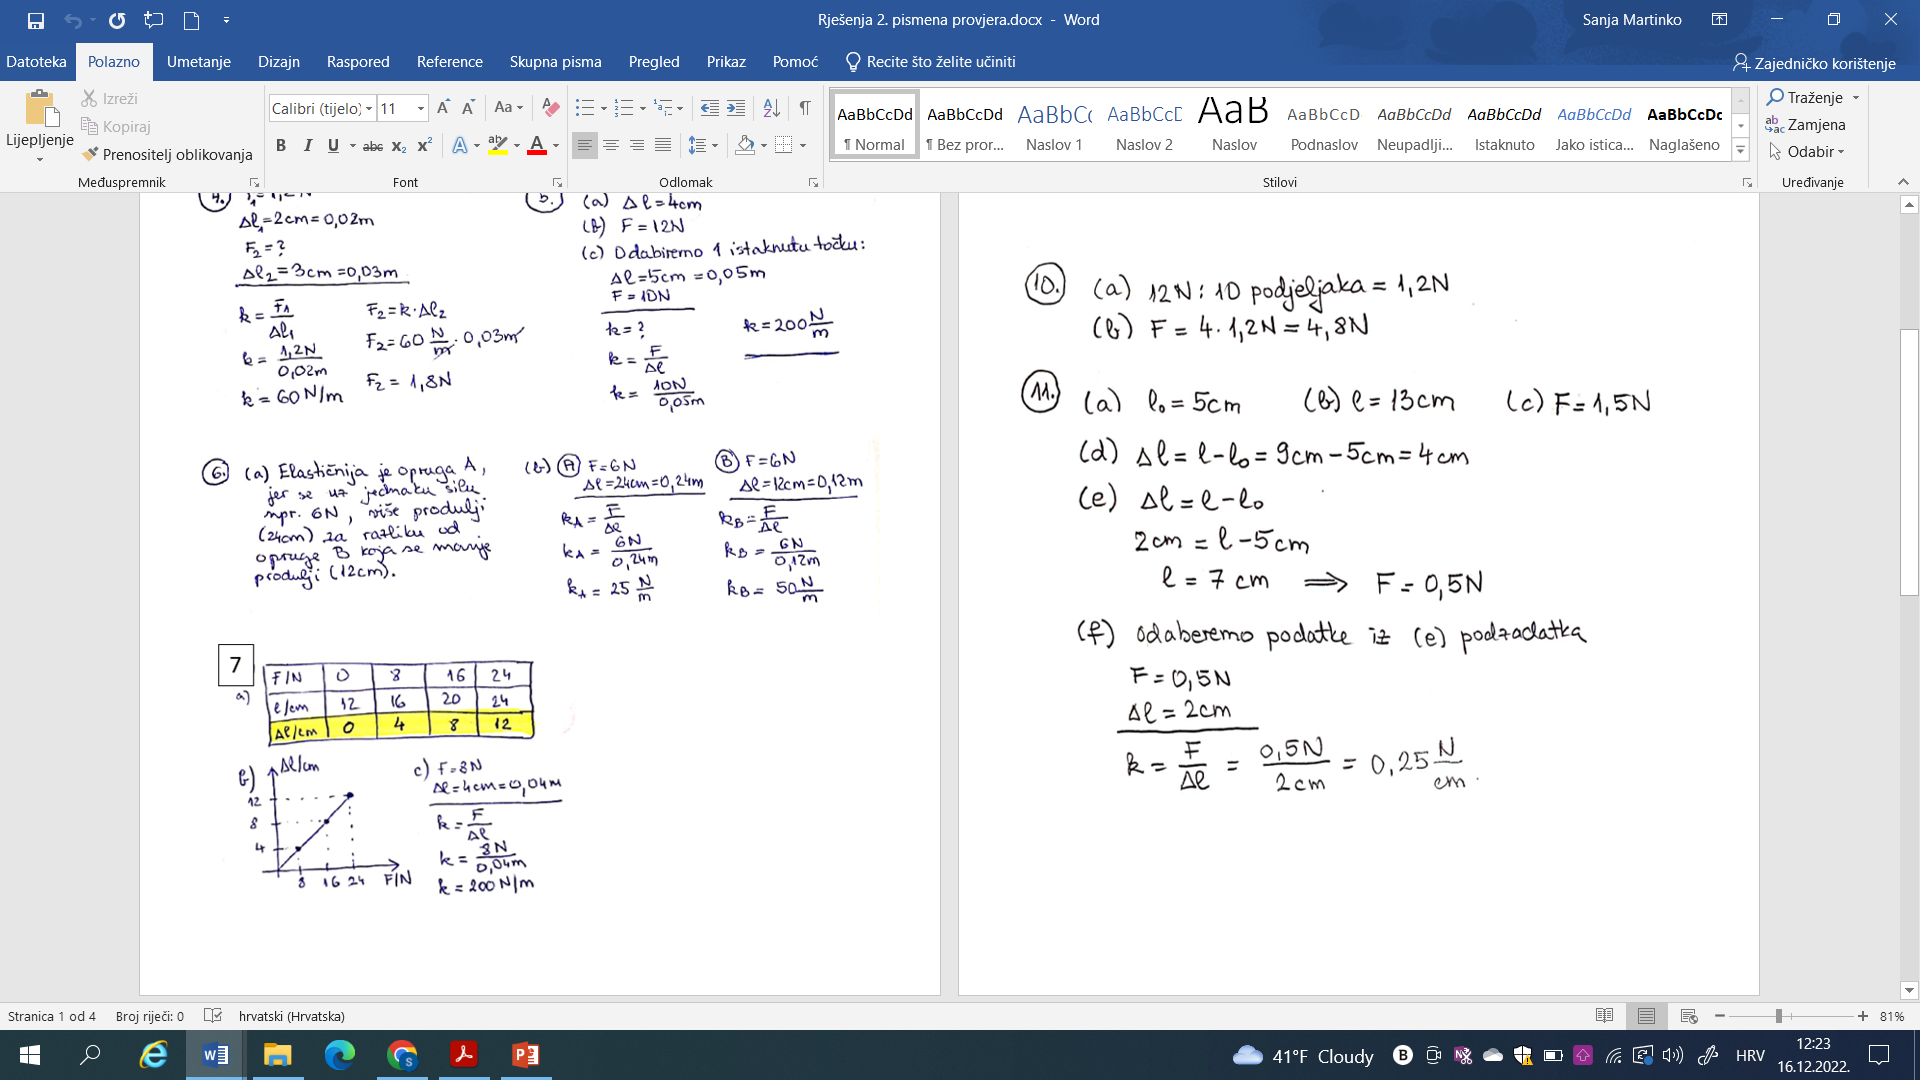 Rješenja 2. pismena provjera.docx - Word
Sanja Martinko
Datoteka Polazno Umetanje Dizajn Raspored Reference Skupna pisma Pregled Prikaz Pomoć Recite što želite učiniti
Zajedničko korištenje
Lijepljenje
Izreži
Kopiraj
Prenositelj oblikovanja
Međuspremnik
Calibri (tijelo) 11
Font
Odlomak
AaBbCcDd AaBbCcDd AaBbCc AaBbCcD AaB AaBbCcD AaBbCcDd AaBbCcDd AaBbCcDd AaBbCcDc
¶ Normal ¶ Bez pror... Naslov 1 Naslov 2 Naslov Podnaslov Neupadlji... Istaknuto Jako istica... Naglašeno
Stilovi
Traženje
Zamjena
Odabir
Uređivanje
4.
Δl₁=2cm=0,02m
F₂=?
Δl₂=3cm=0,03m
k=F₁/Δl₁
k=1,2N/0,02m
k=60N/m
F₂=k·Δl₂
F₂=60 N/m·0,03m
F₂=1,8N
5. (a) Δl=4cm
(b) F=12N
(c) Odabiremo 1 istaknutu točku:
Δl=5cm=0,05m
F=10N
k=?
k=F/Δl
k=10N/0,05m
k=200 N/m
6. (a) Elastičnija je opruga A,
jer se uz jednaku silu
npr. 6N, više produlji
(24cm) za razliku od
opruge B koja se manje
produlji (12cm).
(b) A F=6N
Δl=24cm=0,24m
k_A=F/Δl
k_A=6N/0,24m
k_A=25 N/m
B F=6N
Δl=12cm=0,12m
k_B=F/Δl
k_B=6N/0,12m
k_B=50 N/m
7
a)
F/N 0 8 16 24
l/cm 12 16 20 24
Δl/cm 0 4 8 12
b) Δl/cm
12
8
4
8 16 24 F/N
c) F=8N
Δl=4cm=0,04m
k=F/Δl
k=8N/0,04m
k=200N/m
10. (a) 12N:10 podjeljaka=1,2N
(b) F=4·1,2N=4,8N
11. (a) l₀=5cm (b) l=13cm (c) F=1,5N
(d) Δl=l-l₀=9cm-5cm=4cm
(e) Δl=l-l₀
2cm=l-5cm
l=7cm ⟹ F=0,5N
(f) Odaberemo podatke iz (e) podzadatka
F=0,5N
Δl=2cm
k=F/Δl=0,5N/2cm=0,25 N/cm.
Stranica 1 od 4 Broj riječi: 0 hrvatski (Hrvatska)
81%
41°F Cloudy
HRV
12:23
16.12.2022.